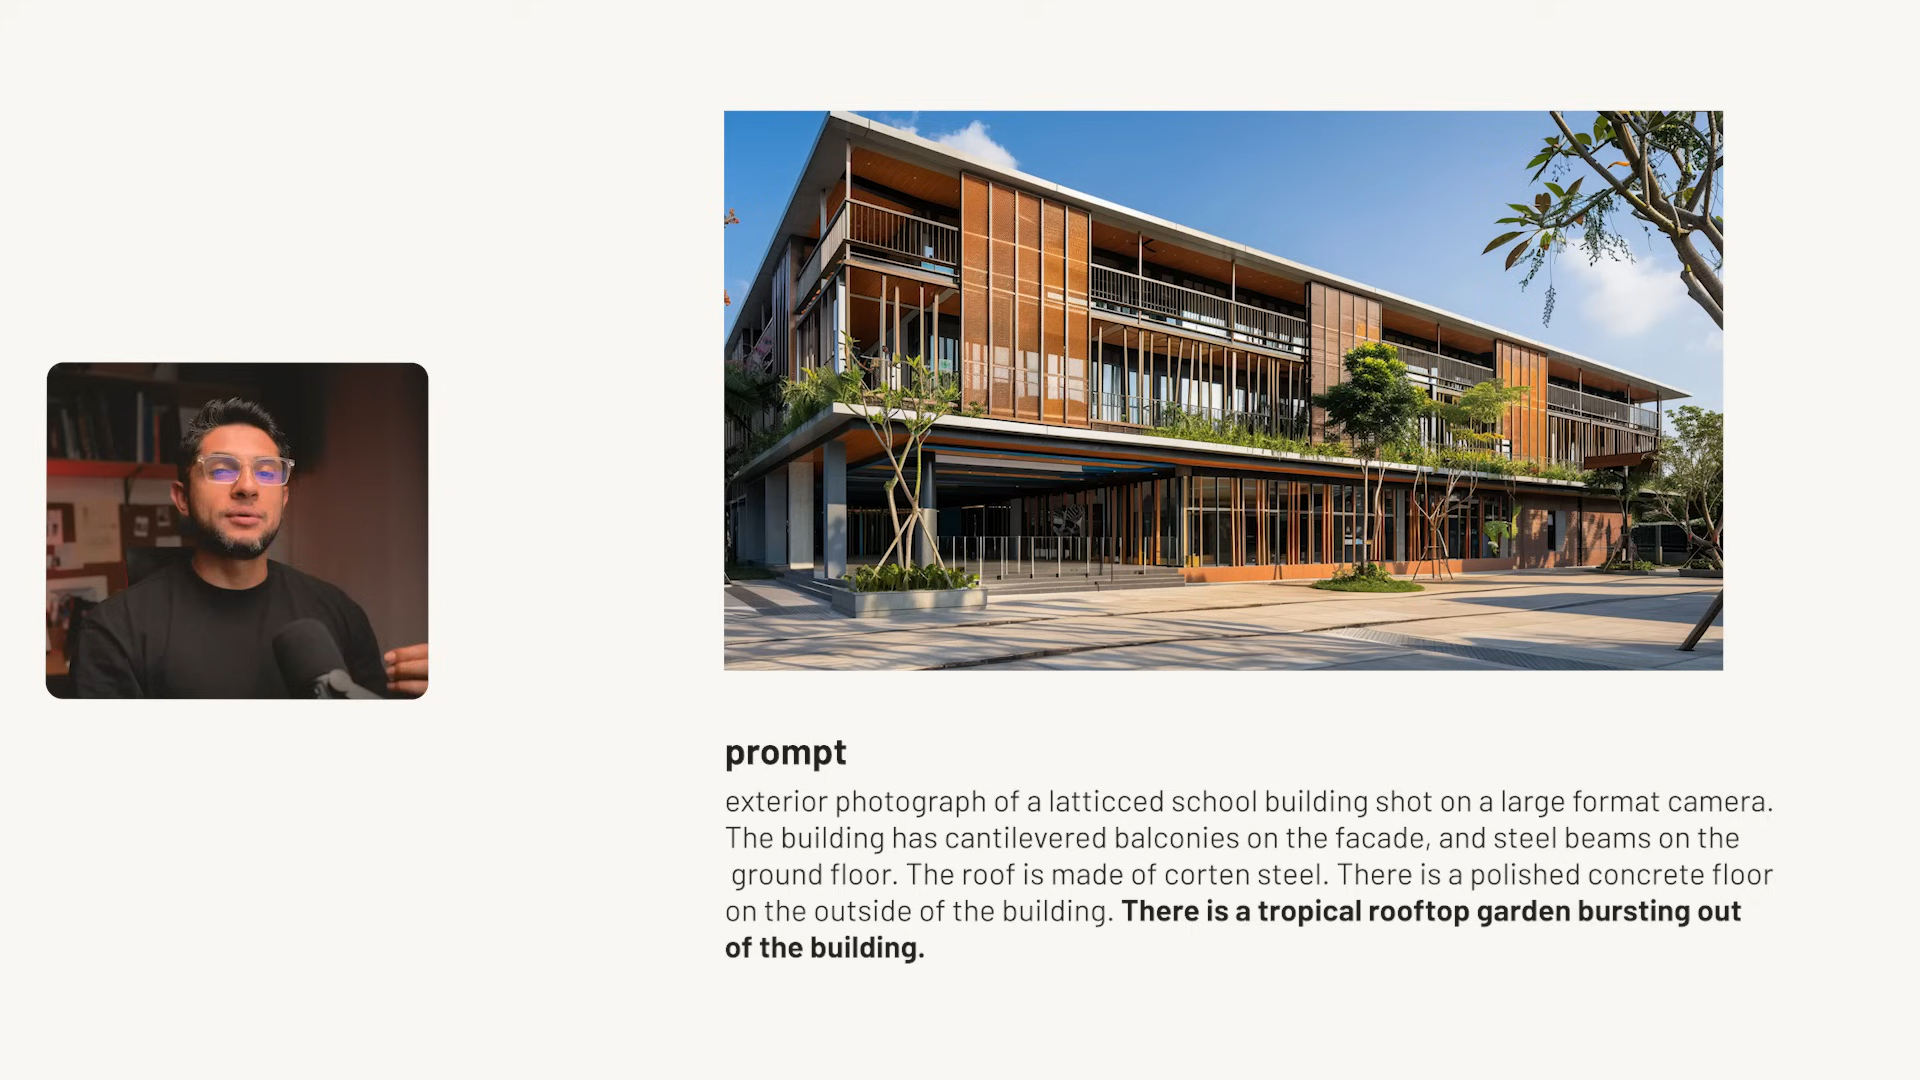 prompt
exterior photograph of a latticced school building shot on a large format camera.
The building has cantilevered balconies on the facade, and steel beams on the
ground floor. The roof is made of corten steel. There is a polished concrete floor
on the outside of the building. There is a tropical rooftop garden bursting out
of the building.